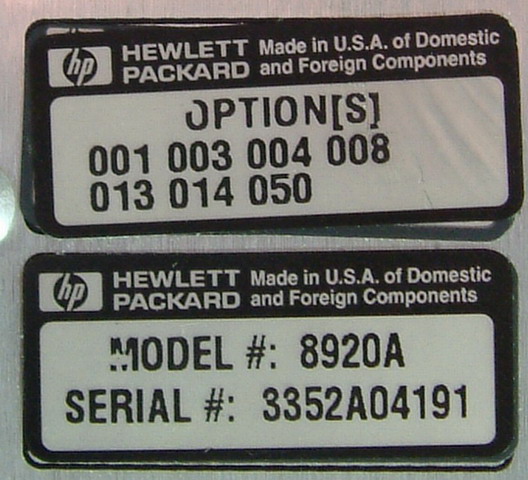 hp HEWLETT PACKARD Made in U.S.A. of Domestic and Foreign Components
OPTION[S]
001 003 004 008
013 014 050
hp HEWLETT PACKARD Made in U.S.A. of Domestic and Foreign Components
MODEL #: 8920A
SERIAL #: 3352A04191